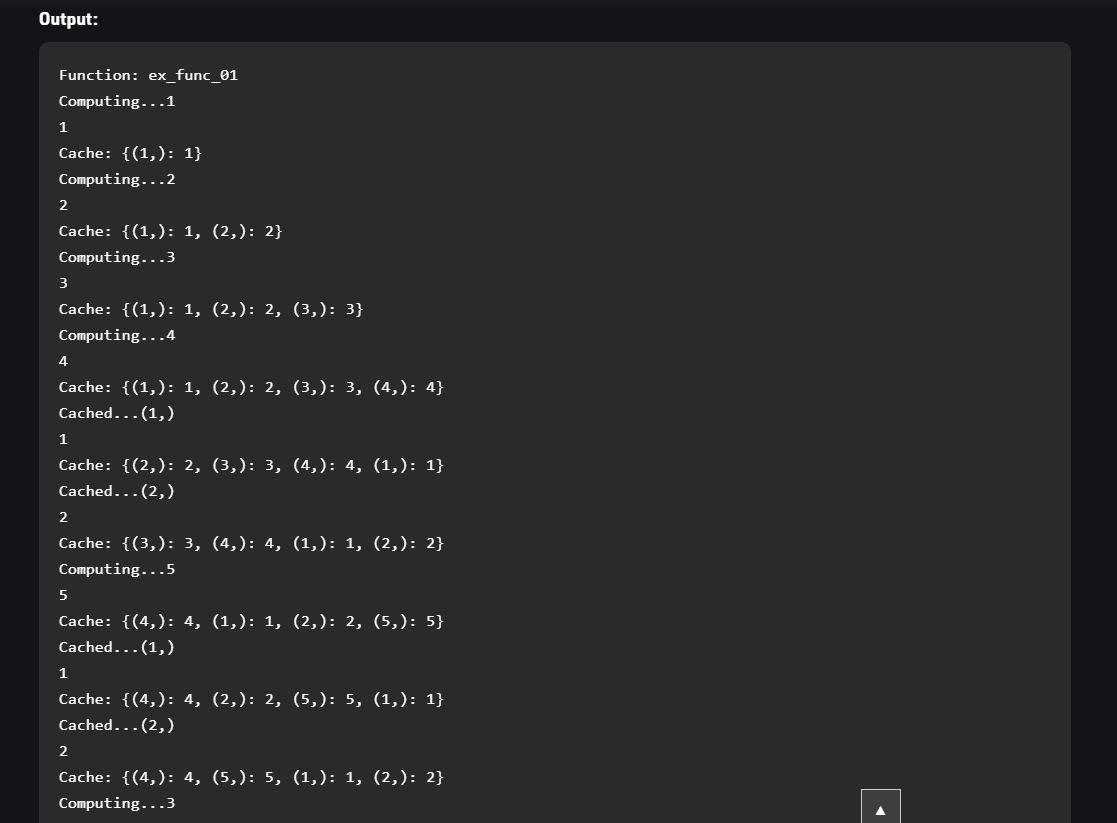 Output:
Function: ex_func_01
Computing...1
1
Cache: {(1,): 1}
Computing...2
2
Cache: {(1,): 1, (2,): 2}
Computing...3
3
Cache: {(1,): 1, (2,): 2, (3,): 3}
Computing...4
4
Cache: {(1,): 1, (2,): 2, (3,): 3, (4,): 4}
Cached...(1,)
1
Cache: {(2,): 2, (3,): 3, (4,): 4, (1,): 1}
Cached...(2,)
2
Cache: {(3,): 3, (4,): 4, (1,): 1, (2,): 2}
Computing...5
5
Cache: {(4,): 4, (1,): 1, (2,): 2, (5,): 5}
Cached...(1,)
1
Cache: {(4,): 4, (2,): 2, (5,): 5, (1,): 1}
Cached...(2,)
2
Cache: {(4,): 4, (5,): 5, (1,): 1, (2,): 2}
Computing...3